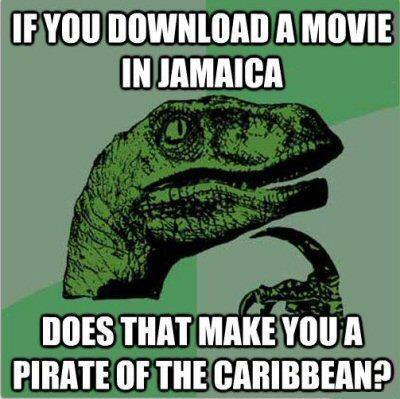 IF YOU DOWNLOAD A MOVIE
IN JAMAICA
DOES THAT MAKE YOU A
PIRATE OF THE CARIBBEAN?